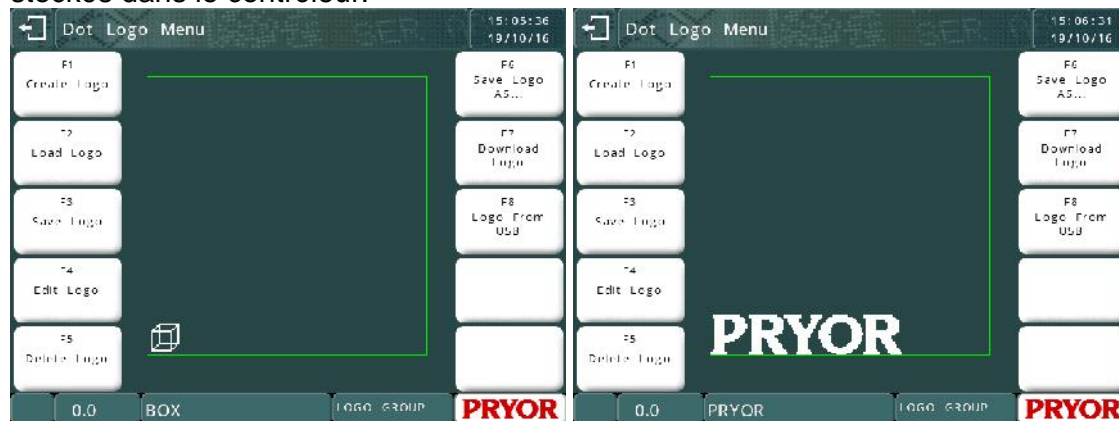 Dot Logo Menu
15:05:36
19/10/16
F1
Create Logo
F2
Load Logo
F3
Save Logo
F4
Edit Logo
F5
Delete Logo
F6
Save Logo
AS...
F7
Download
Logo
F8
Logo From
USB
0.0
BOX
LOGO GROUP
PRYOR
Dot Logo Menu
15:06:31
19/10/16
F1
Create Logo
F2
Load Logo
F3
Save Logo
F4
Edit Logo
F5
Delete Logo
F6
Save Logo
AS...
F7
Download
Logo
F8
Logo From
USB
PRYOR
0.0
PRYOR
LOGO GROUP
PRYOR